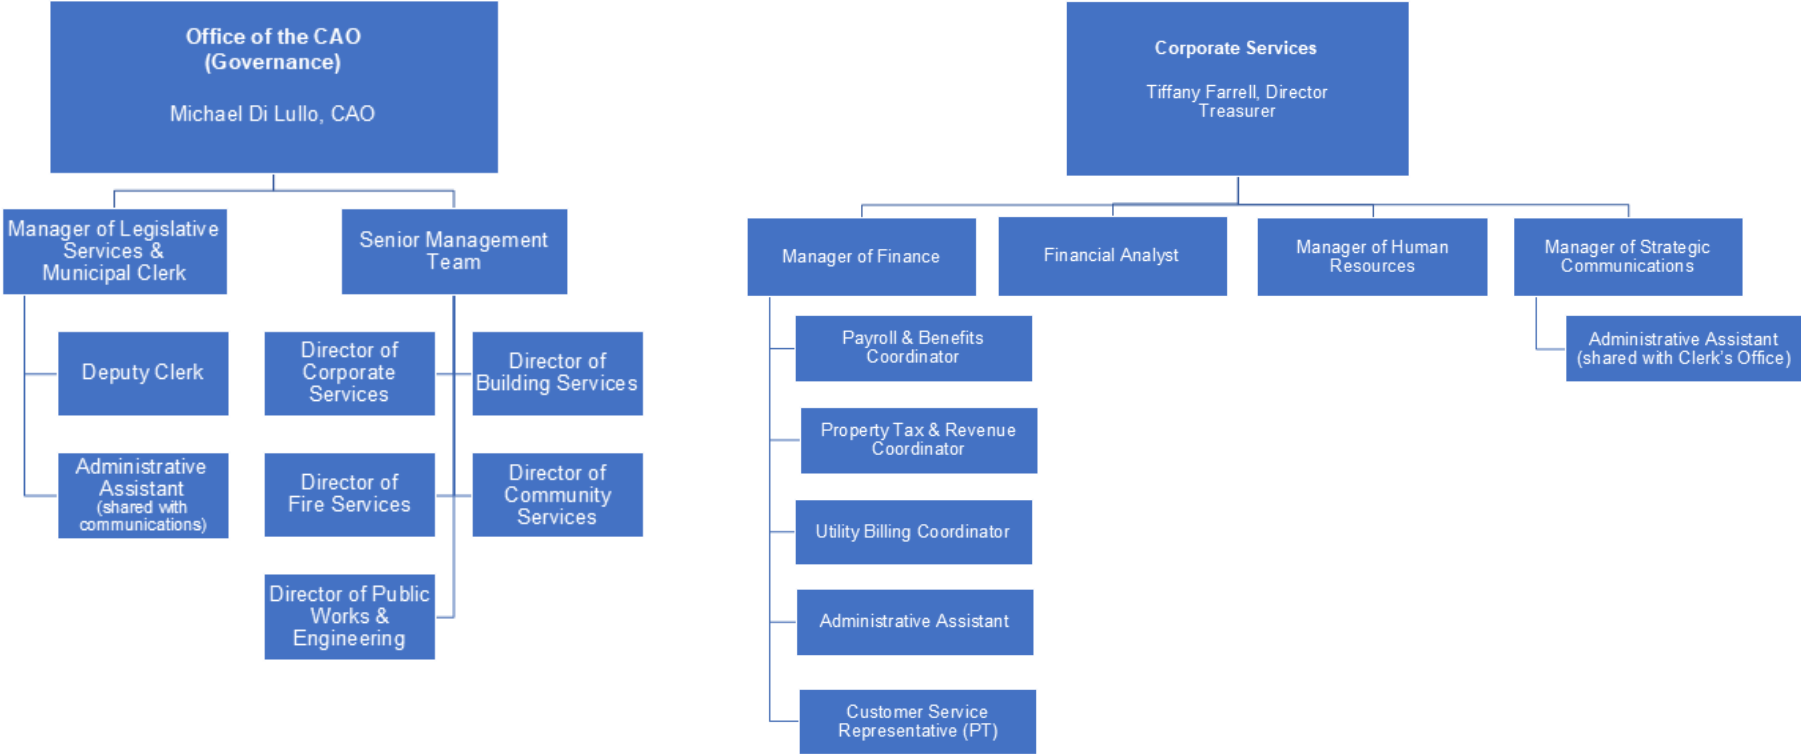 Office of the CAO
(Governance)
Michael Di Lullo, CAO
Manager of Legislative
Services &
Municipal Clerk
Senior Management
Team
Deputy Clerk
Administrative
Assistant
(shared with
communications)
Director of
Corporate
Services
Director of
Building Services
Director of
Fire Services
Director of
Community
Services
Director of Public
Works &
Engineering
Corporate Services
Tiffany Farrell, Director
Treasurer
Manager of Finance
Financial Analyst
Manager of Human
Resources
Manager of Strategic
Communications
Payroll & Benefits
Coordinator
Property Tax & Revenue
Coordinator
Utility Billing Coordinator
Administrative Assistant
Customer Service
Representative (PT)
Administrative Assistant
(shared with Clerk's Office)